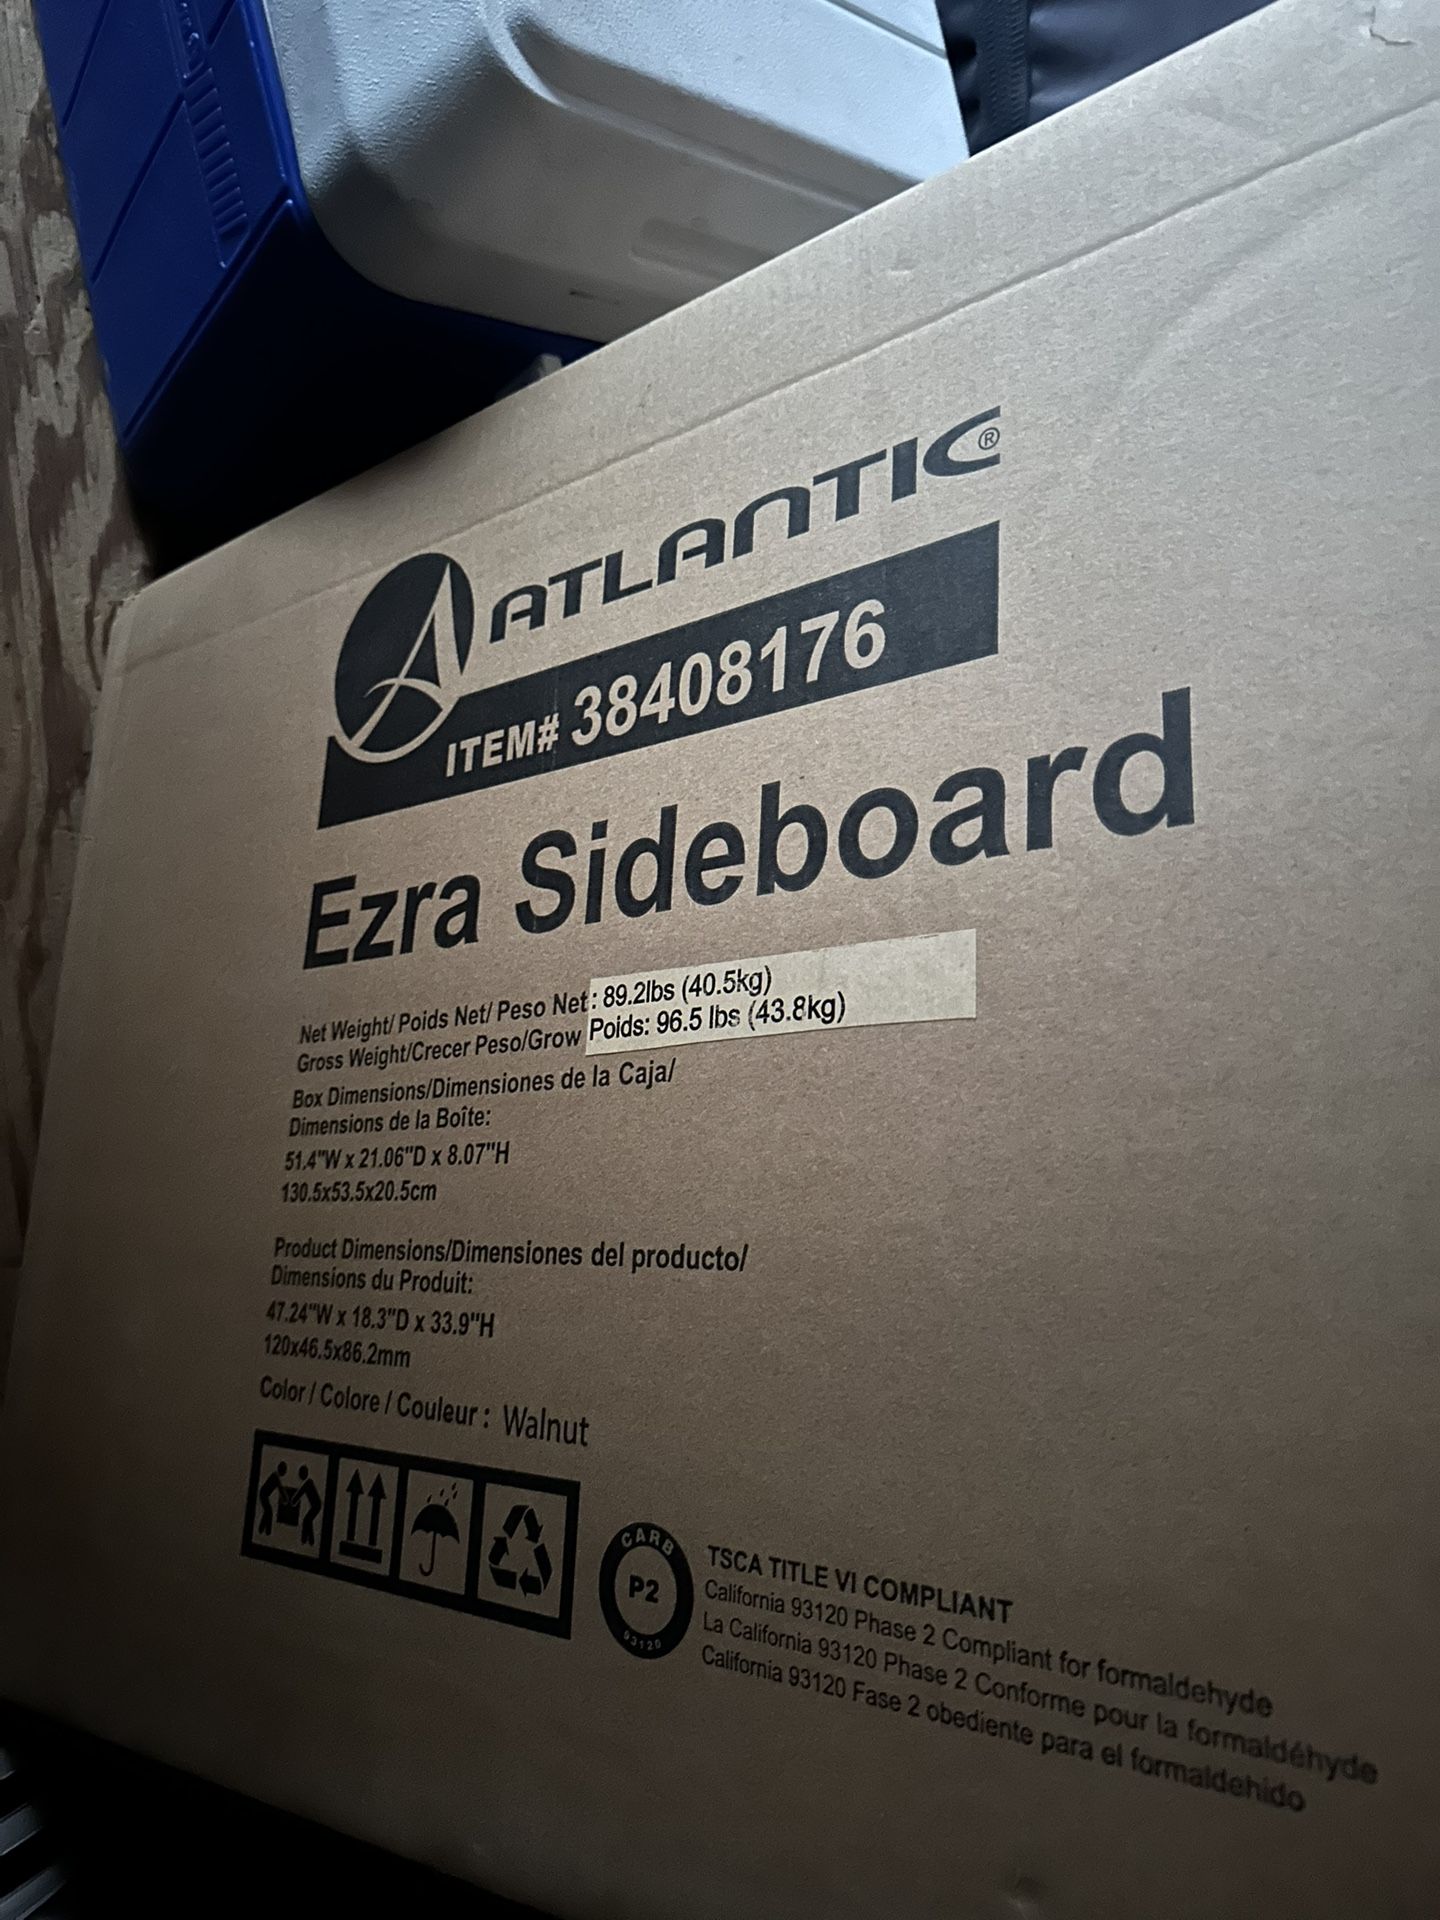 ATLANTIC®
ITEM# 38408176
Ezra Sideboard
Net Weight/ Poids Net/ Peso Net: 89.2lbs (40.5kg)
Gross Weight/Crecer Peso/Grow Poids: 96.5 lbs (43.8kg)
Box Dimensions/Dimensiones de la Caja/
Dimensions de la Boîte:
51.4"W x 21.06"D x 8.07"H
130.5x53.5x20.5cm
Product Dimensions/Dimensiones del producto/
Dimensions du Produit:
47.24"W x 18.3"D x 33.9"H
120x46.5x86.2mm
Color / Colore / Couleur : Walnut
CARB
P2
93120
TSCA TITLE VI COMPLIANT
California 93120 Phase 2 Compliant for formaldehyde
La California 93120 Phase 2 Conforme pour la formaldéhyde
California 93120 Fase 2 obediente para el formaldehido